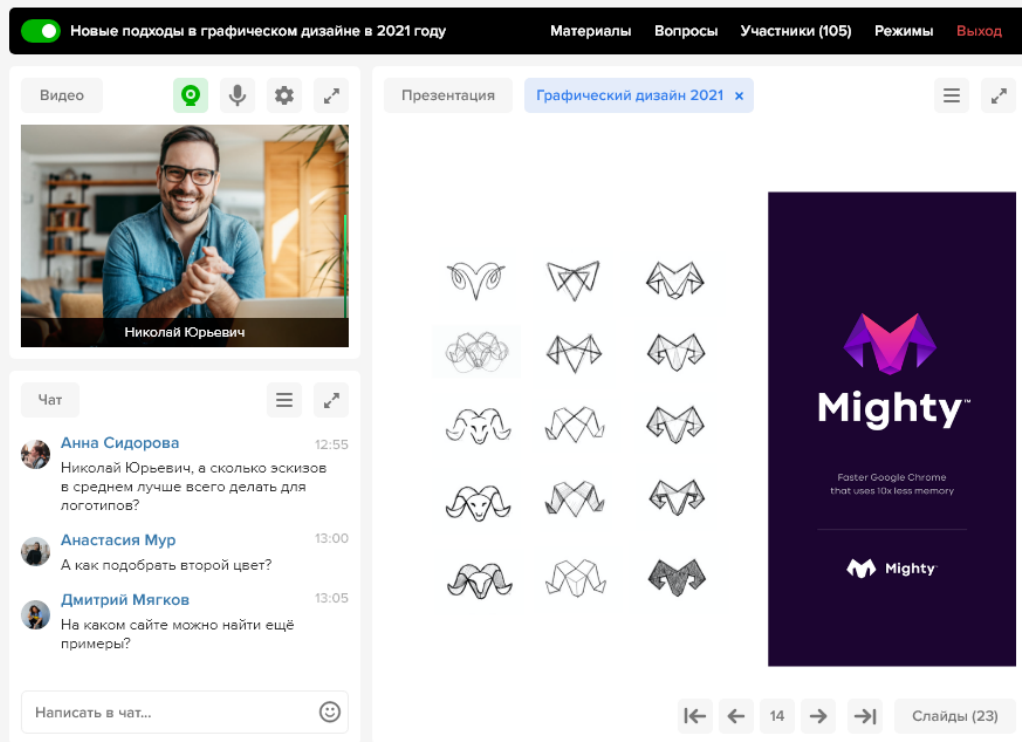 Новые подходы в графическом дизайне в 2021 году
Материалы
Вопросы
Участники (105)
Режимы
Выход
Видео
Николай Юрьевич
Чат
Анна Сидорова
12:55
Николай Юрьевич, а сколько эскизов
в среднем лучше всего делать для
логотипов?
Анастасия Мур
13:00
А как подобрать второй цвет?
Дмитрий Мягков
13:05
На каком сайте можно найти ещё
примеры?
Написать в чат...
Презентация
Графический дизайн 2021 ×
Mighty™
Faster Google Chrome
that uses 10x less memory
Mighty
14
Слайды (23)